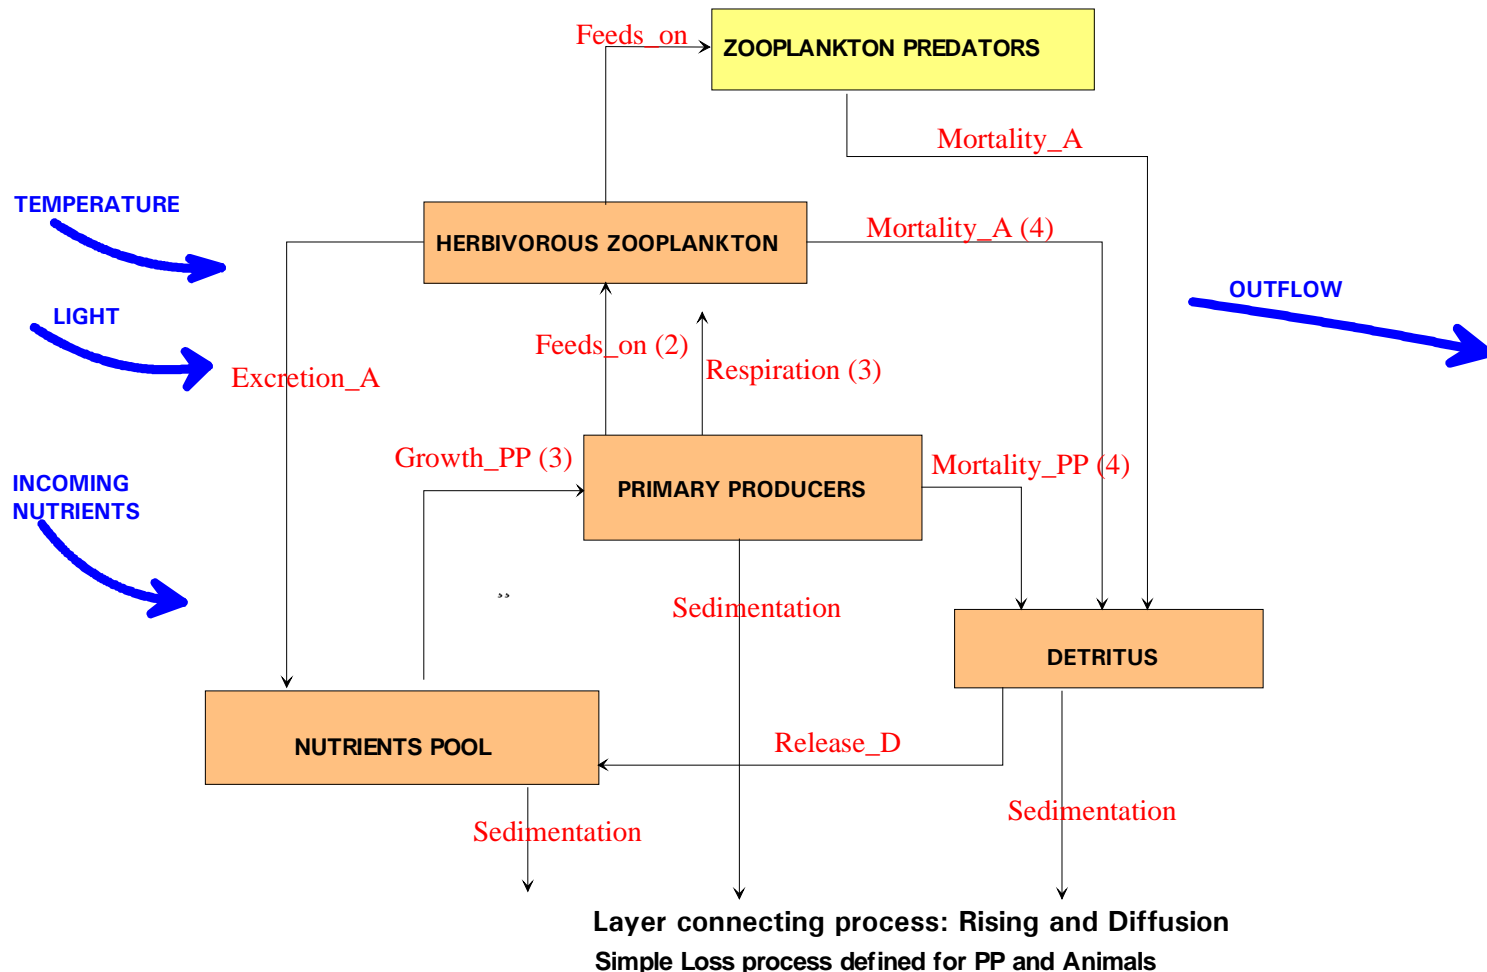 Feeds_on
ZOOPLANKTON PREDATORS
Mortality_A
TEMPERATURE
HERBIVOROUS ZOOPLANKTON
Mortality_A (4)
OUTFLOW
LIGHT
Feeds_on (2)
Respiration (3)
Excretion_A
Growth_PP (3)
Mortality_PP (4)
INCOMING
NUTRIENTS
PRIMARY PRODUCERS
Sedimentation
DETRITUS
NUTRIENTS POOL
Release_D
Sedimentation
Sedimentation
Layer connecting process: Rising and Diffusion
Simple Loss process defined for PP and Animals